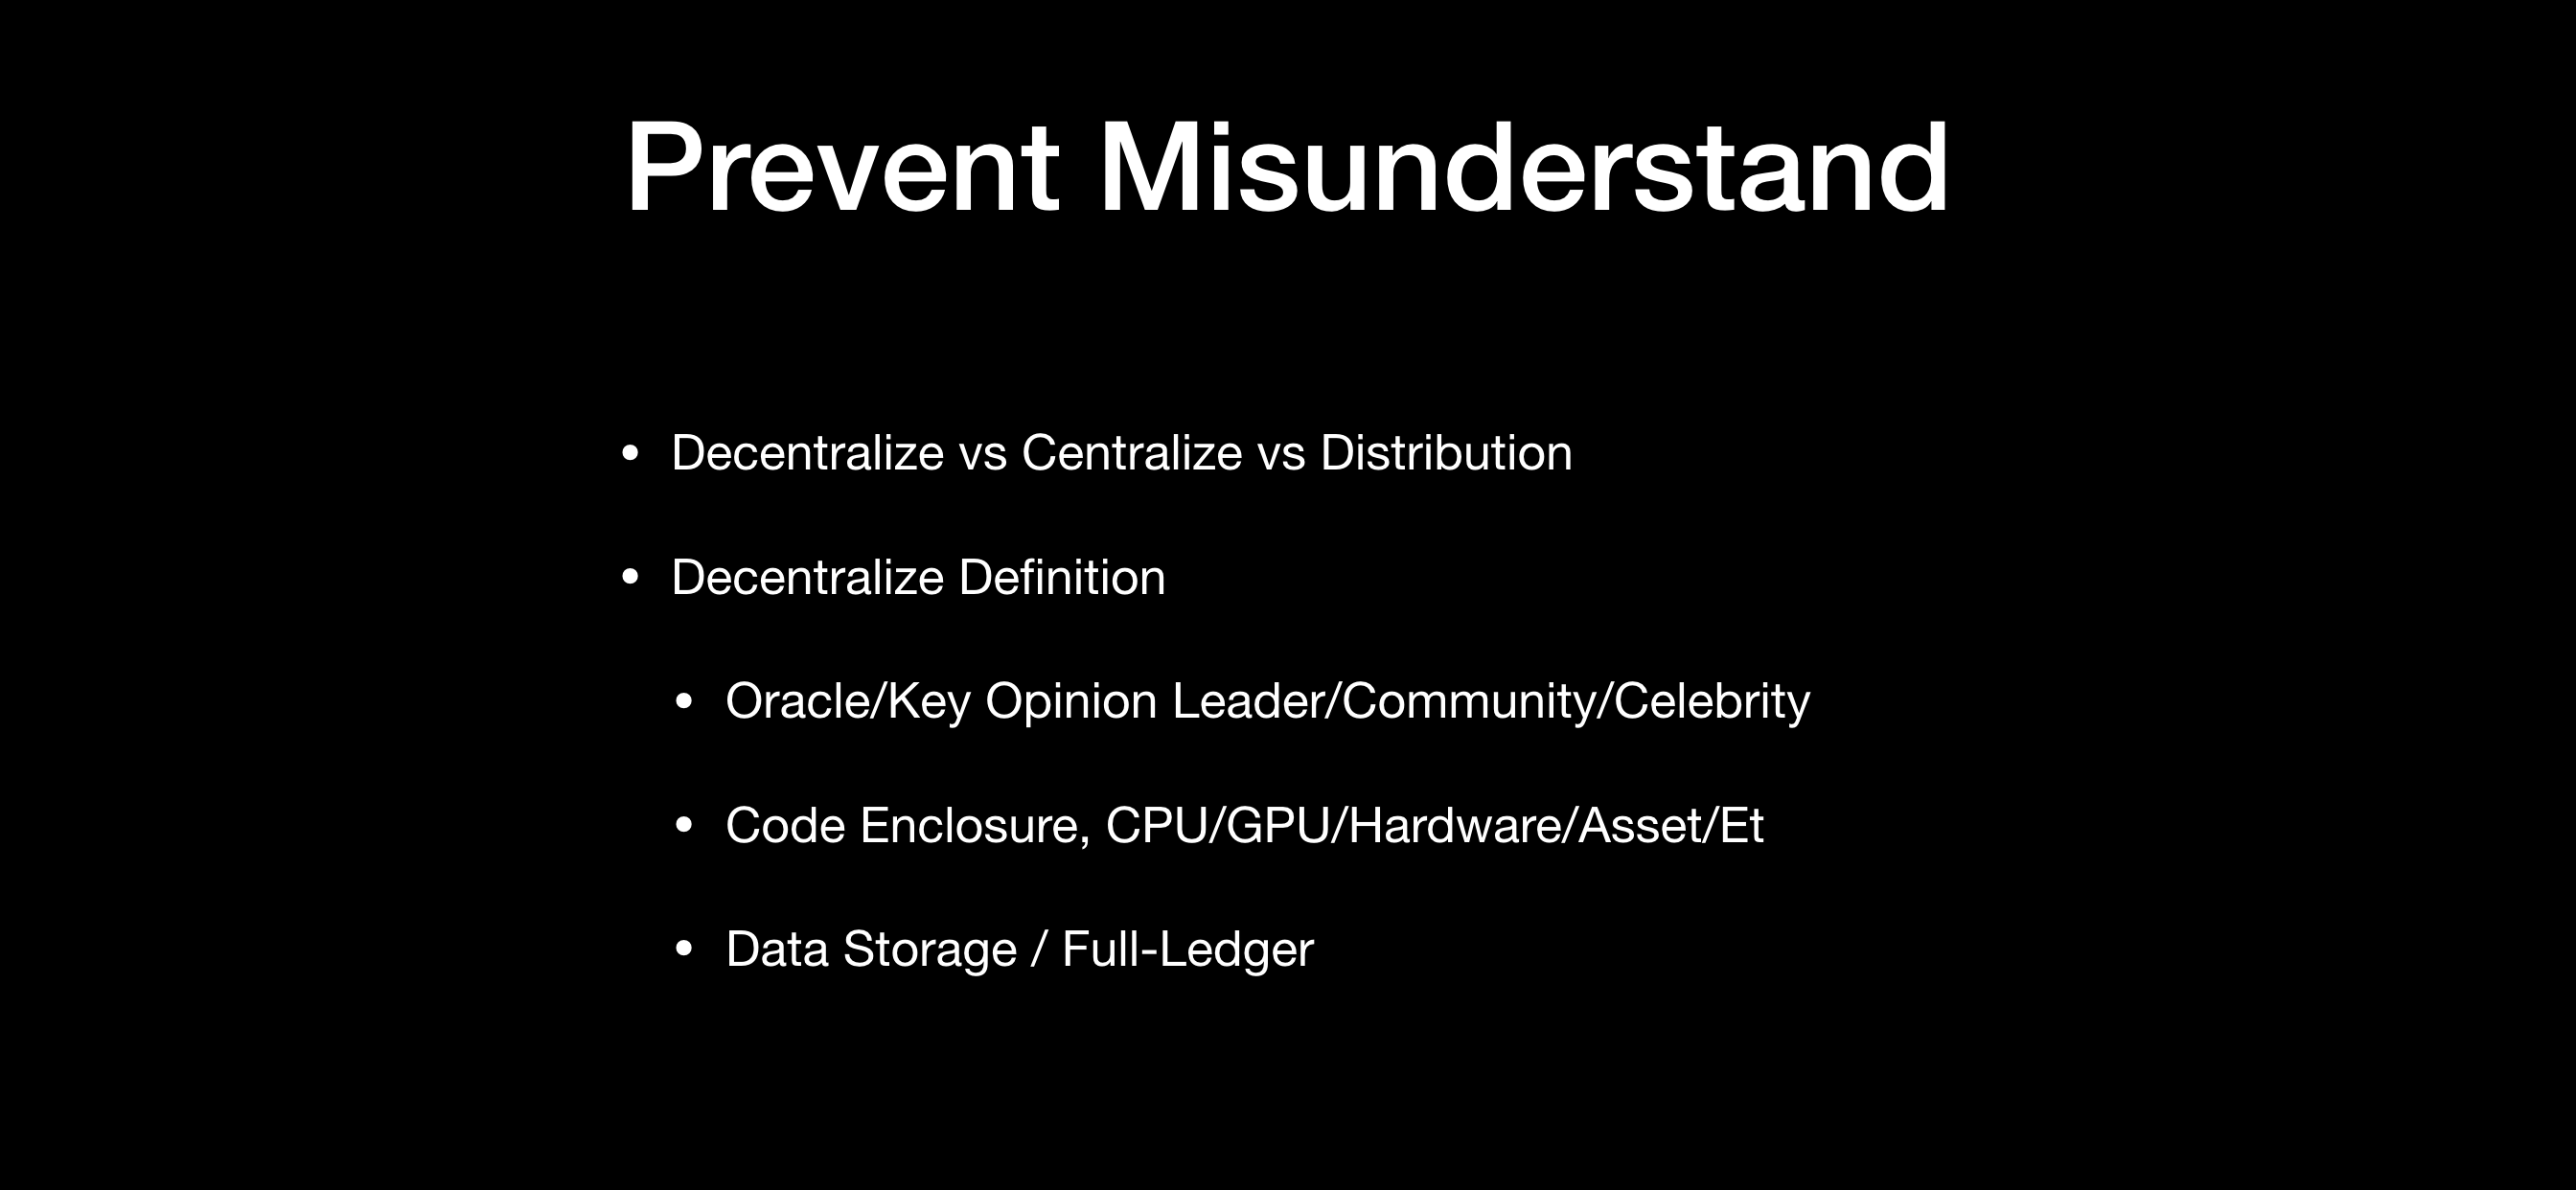 Prevent Misunderstand
• Decentralize vs Centralize vs Distribution
• Decentralize Definition
• Oracle/Key Opinion Leader/Community/Celebrity
• Code Enclosure, CPU/GPU/Hardware/Asset/Et
• Data Storage / Full-Ledger